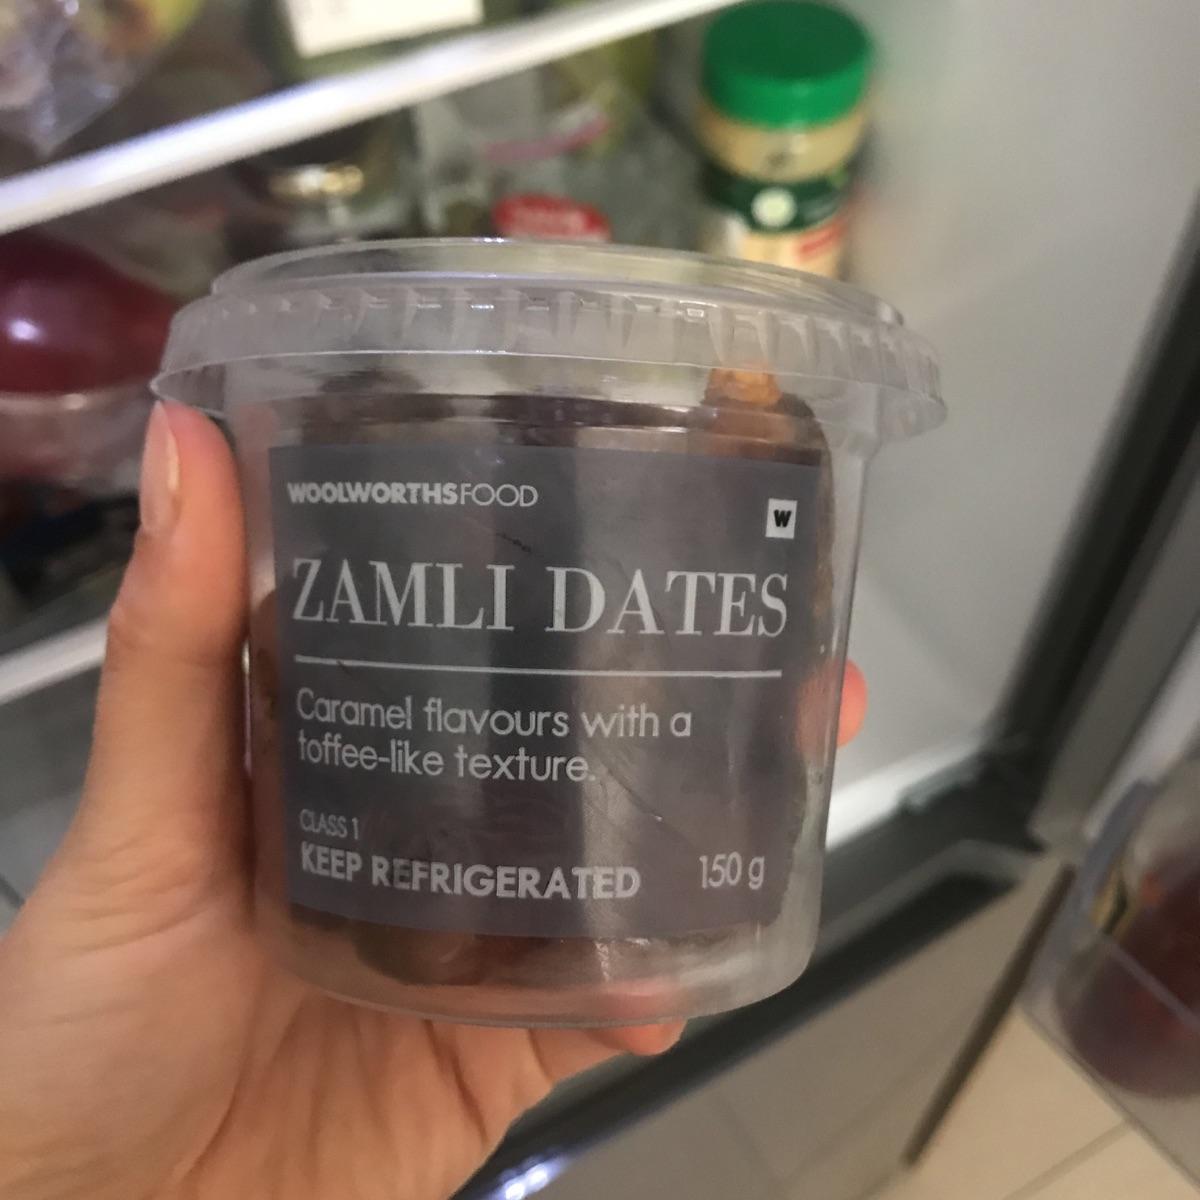 WOOLWORTHSFOOD
W
ZAMLI DATES
Caramel flavours with a
toffee-like texture.
CLASS 1
KEEP REFRIGERATED
150 g